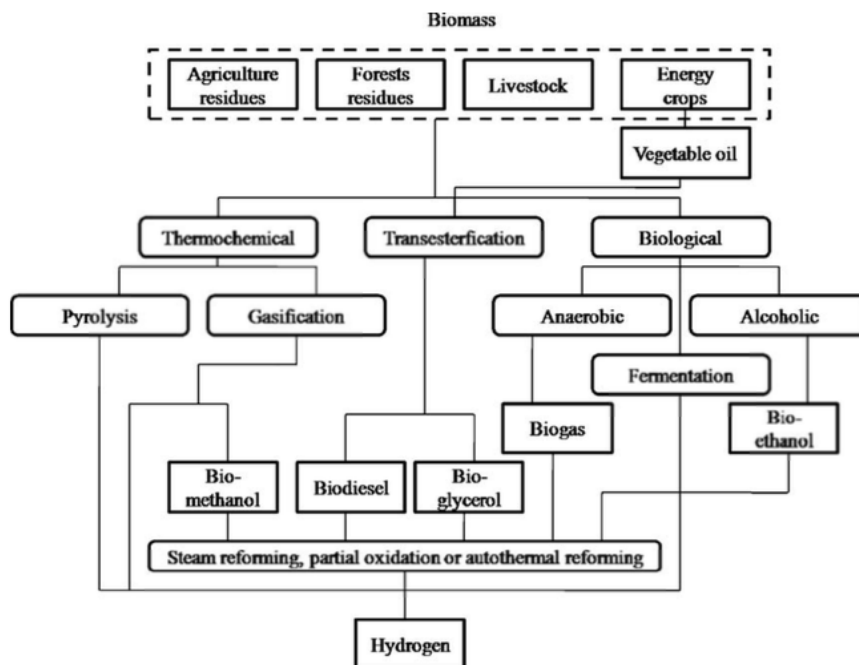 Biomass
Agriculture
residues
Forests
residues
Livestock
Energy
crops
Vegetable oil
Thermochemical
Transesterfication
Biological
Pyrolysis
Gasification
Anaerobic
Alcoholic
Fermentation
Biogas
Bio-
ethanol
Bio-
methanol
Biodiesel
Bio-
glycerol
Steam reforming, partial oxidation or autothermal reforming
Hydrogen